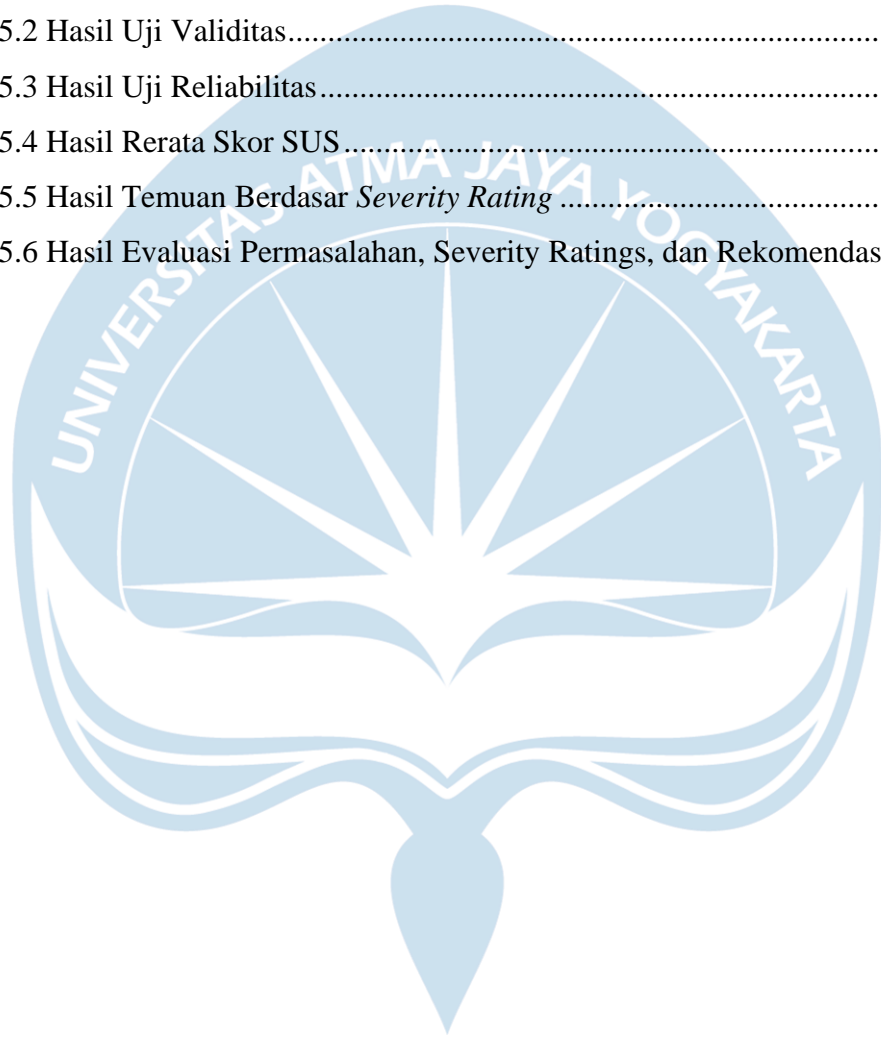 5.2 Hasil Uji Validitas........................................................................
5.3 Hasil Uji Reliabilitas....................................................................
5.4 Hasil Rerata Skor SUS.................................................................
5.5 Hasil Temuan Berdasar Severity Rating........................................
5.6 Hasil Evaluasi Permasalahan, Severity Ratings, dan Rekomendas
UNIVERSITAS ATMA JAYA YOGYAKARTA